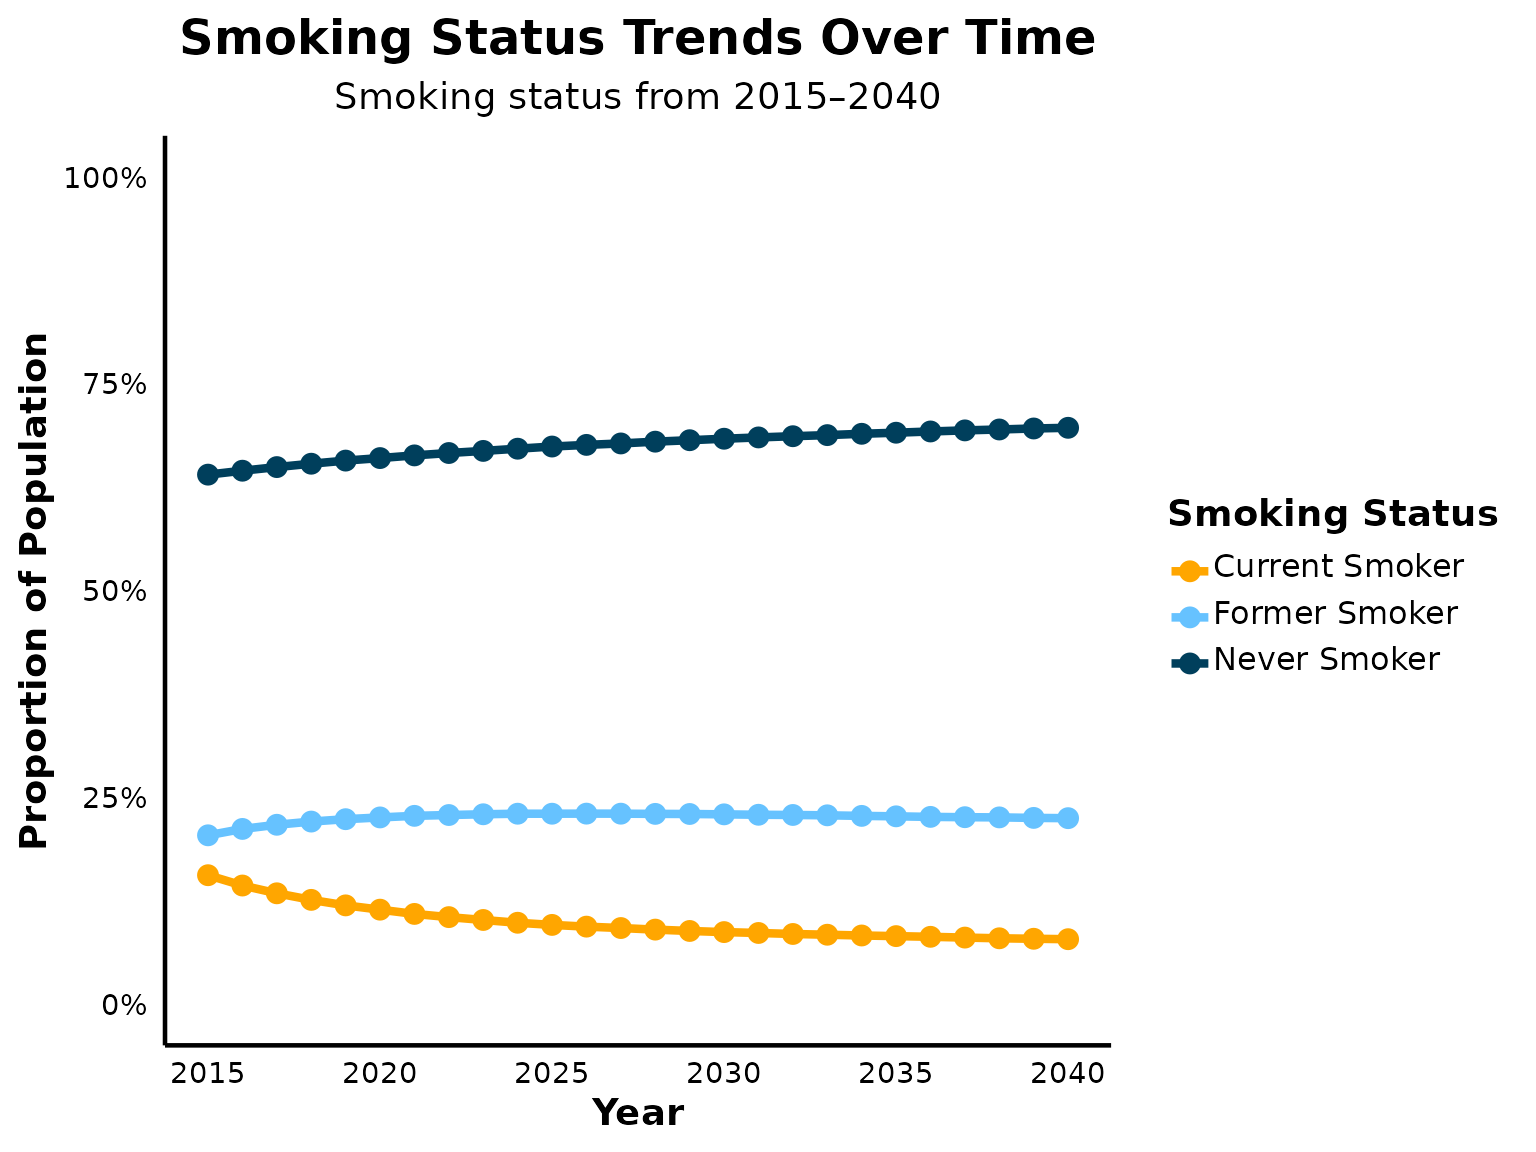 Smoking Status Trends Over Time
Smoking status from 2015–2040
Proportion of Population
100%
75%
50%
25%
0%
2015 2020 2025 2030 2035 2040
Year
Smoking Status
Current Smoker
Former Smoker
Never Smoker